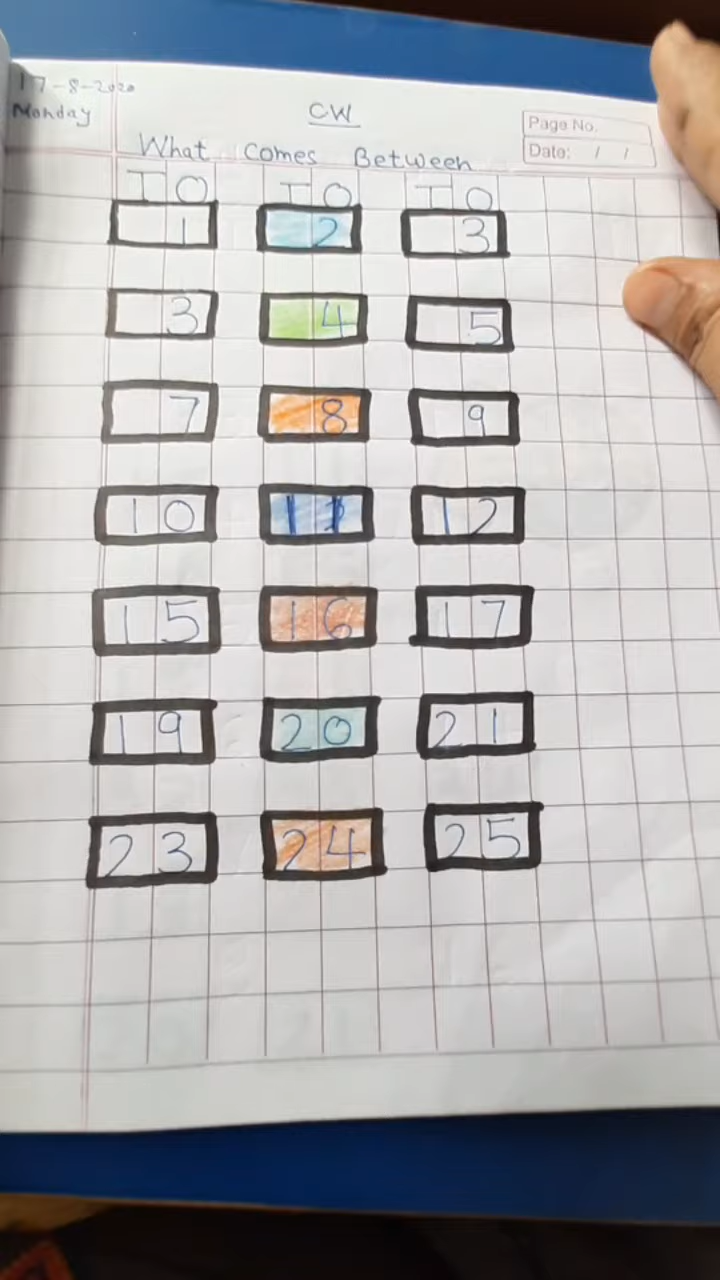 17-8-2020
Monday
CW
Page No.
Date: / /
What Comes Between
T O T O T O
1 2 3
3 4 5
7 8 9
10 11 12
15 16 17
19 20 21
23 24 25